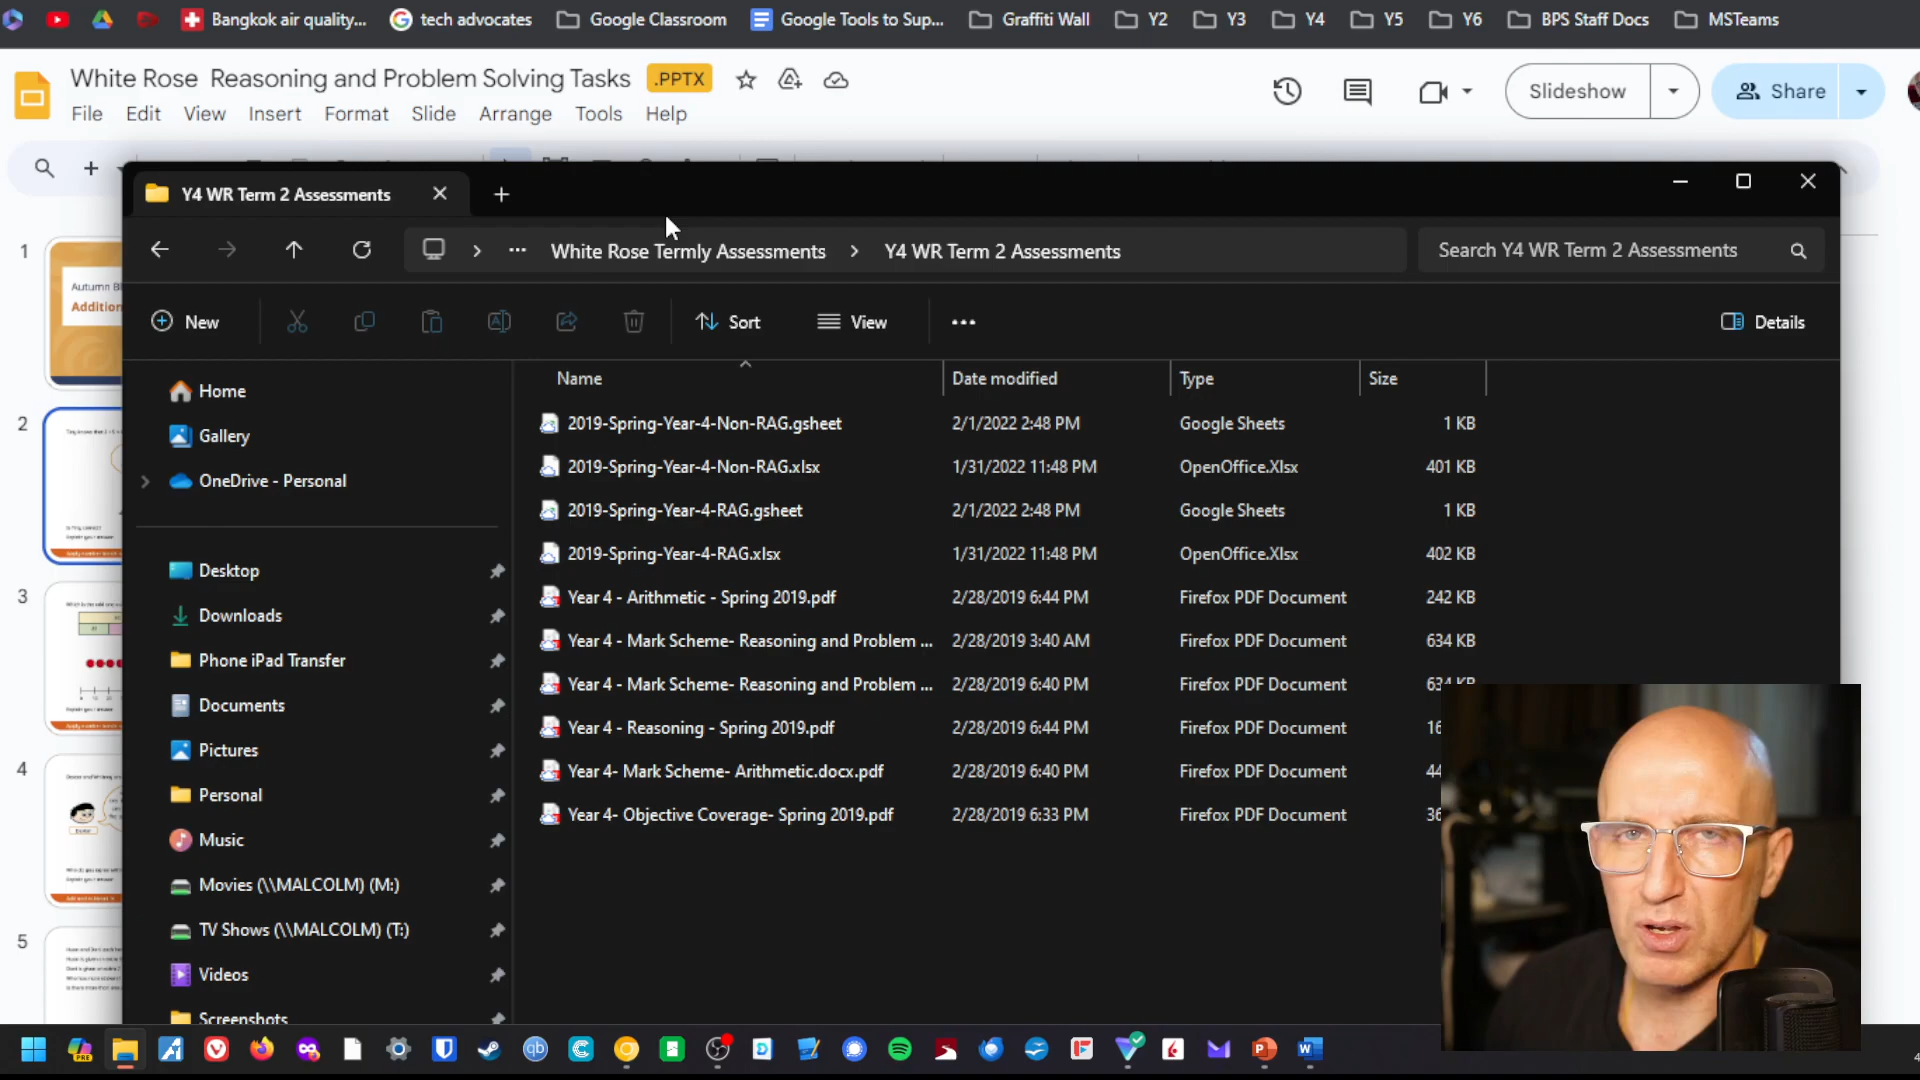 Bangkok air quality... tech advocates Google Classroom Google Tools to Sup... Graffiti Wall Y2 Y3 Y4 Y5 Y6 BPS Staff Docs MSTeams
White Rose  Reasoning and Problem Solving Tasks .PPTX
File Edit View Insert Format Slide Arrange Tools Help
Slideshow Share
Y4 WR Term 2 Assessments
White Rose Termly Assessments Y4 WR Term 2 Assessments
Search Y4 WR Term 2 Assessments
New Sort View Details
Name Date modified Type Size
2019-Spring-Year-4-Non-RAG.gsheet 2/1/2022 2:48 PM Google Sheets 1 KB
2019-Spring-Year-4-Non-RAG.xlsx 1/31/2022 11:48 PM OpenOffice.Xlsx 401 KB
2019-Spring-Year-4-RAG.gsheet 2/1/2022 2:48 PM Google Sheets 1 KB
2019-Spring-Year-4-RAG.xlsx 1/31/2022 11:48 PM OpenOffice.Xlsx 402 KB
Year 4 - Arithmetic - Spring 2019.pdf 2/28/2019 6:44 PM Firefox PDF Document 242 KB
Year 4 - Mark Scheme- Reasoning and Problem ... 2/28/2019 3:40 AM Firefox PDF Document 634 KB
Year 4 - Mark Scheme- Reasoning and Problem ... 2/28/2019 6:40 PM Firefox PDF Document 634 KB
Year 4 - Reasoning - Spring 2019.pdf 2/28/2019 6:44 PM Firefox PDF Document 16
Year 4- Mark Scheme- Arithmetic.docx.pdf 2/28/2019 6:40 PM Firefox PDF Document 44
Year 4- Objective Coverage- Spring 2019.pdf 2/28/2019 6:33 PM Firefox PDF Document 36
Home
Gallery
OneDrive - Personal
Desktop
Downloads
Phone iPad Transfer
Documents
Pictures
Personal
Music
Movies (\\MALCOLM) (M:)
TV Shows (\\MALCOLM) (T:)
Videos
Screenshots
1
Autumn Bl
Addition
2
3
4
5